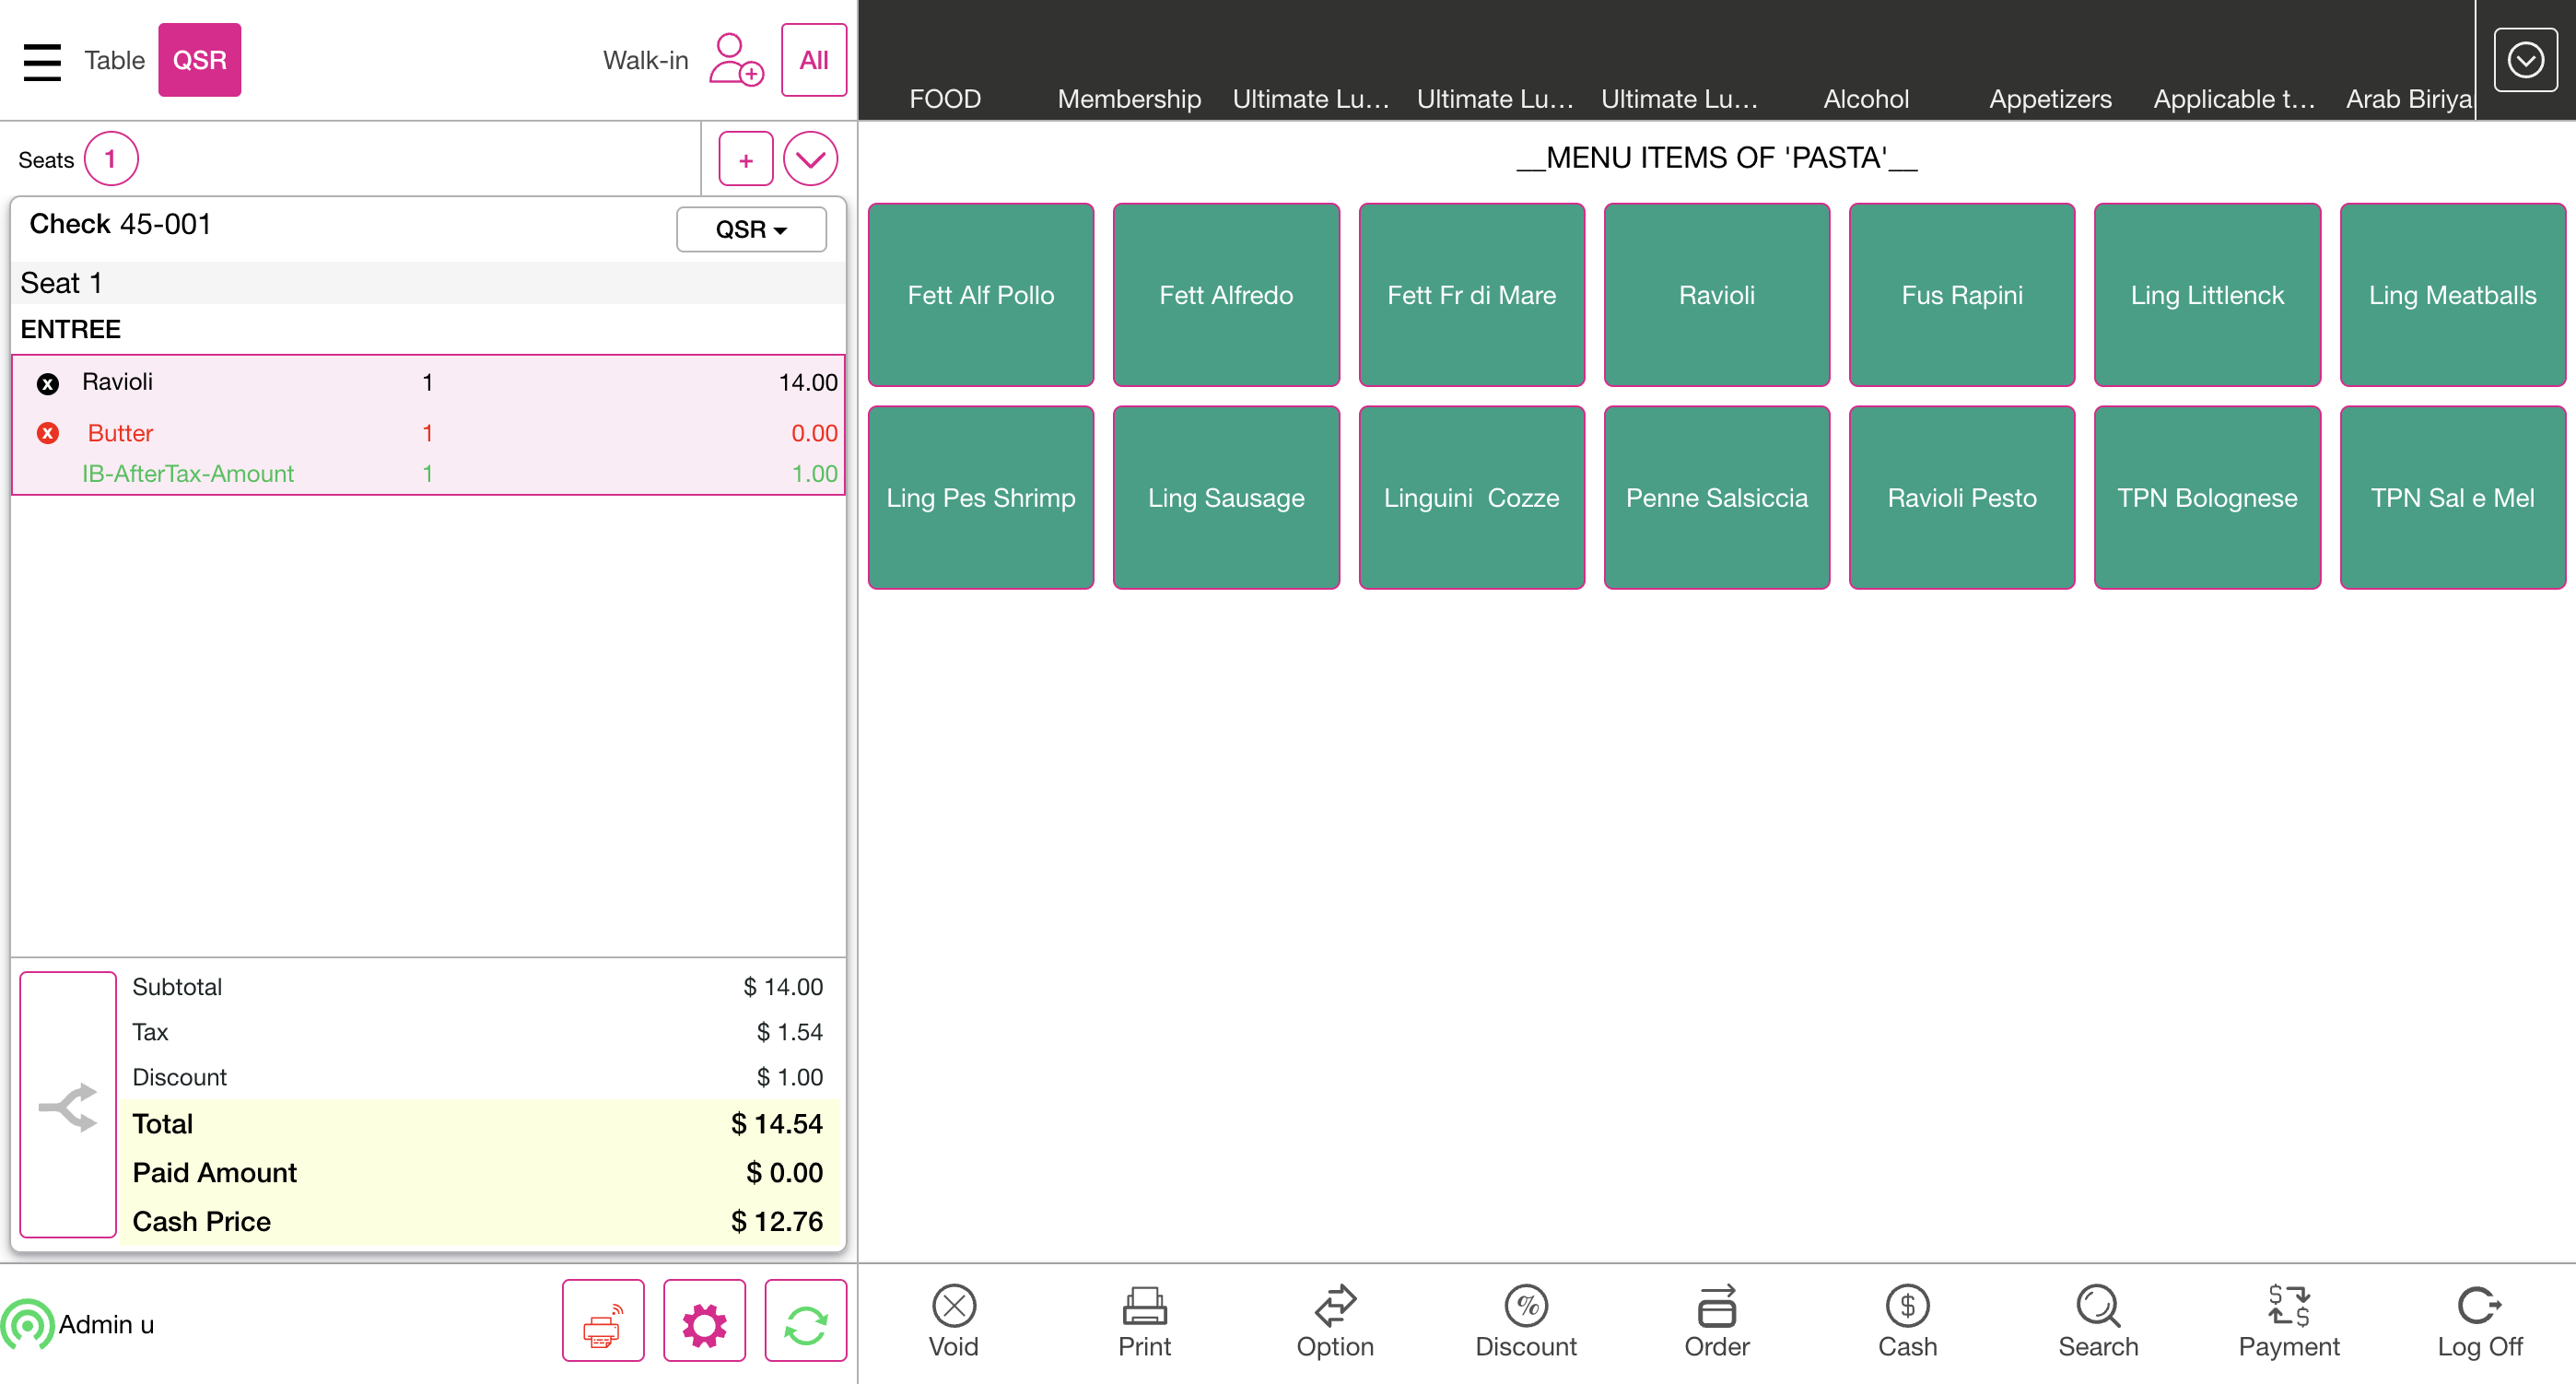 Table QSR Walk-in All
FOOD Membership Ultimate Lu... Ultimate Lu... Ultimate Lu... Alcohol Appetizers Applicable t... Arab Biriya
Seats 1 +
__MENU ITEMS OF 'PASTA'__
Check 45-001 QSR
Seat 1
ENTREE
x Ravioli 1 14.00
x Butter 1 0.00
IB-AfterTax-Amount 1 1.00
Fett Alf Pollo Fett Alfredo Fett Fr di Mare Ravioli Fus Rapini Ling Littlenck Ling Meatballs
Ling Pes Shrimp Ling Sausage Linguini  Cozze Penne Salsiccia Ravioli Pesto TPN Bolognese TPN Sal e Mel
Subtotal $ 14.00
Tax $ 1.54
Discount $ 1.00
Total $ 14.54
Paid Amount $ 0.00
Cash Price $ 12.76
Admin u
Void Print Option Discount Order Cash Search Payment Log Off